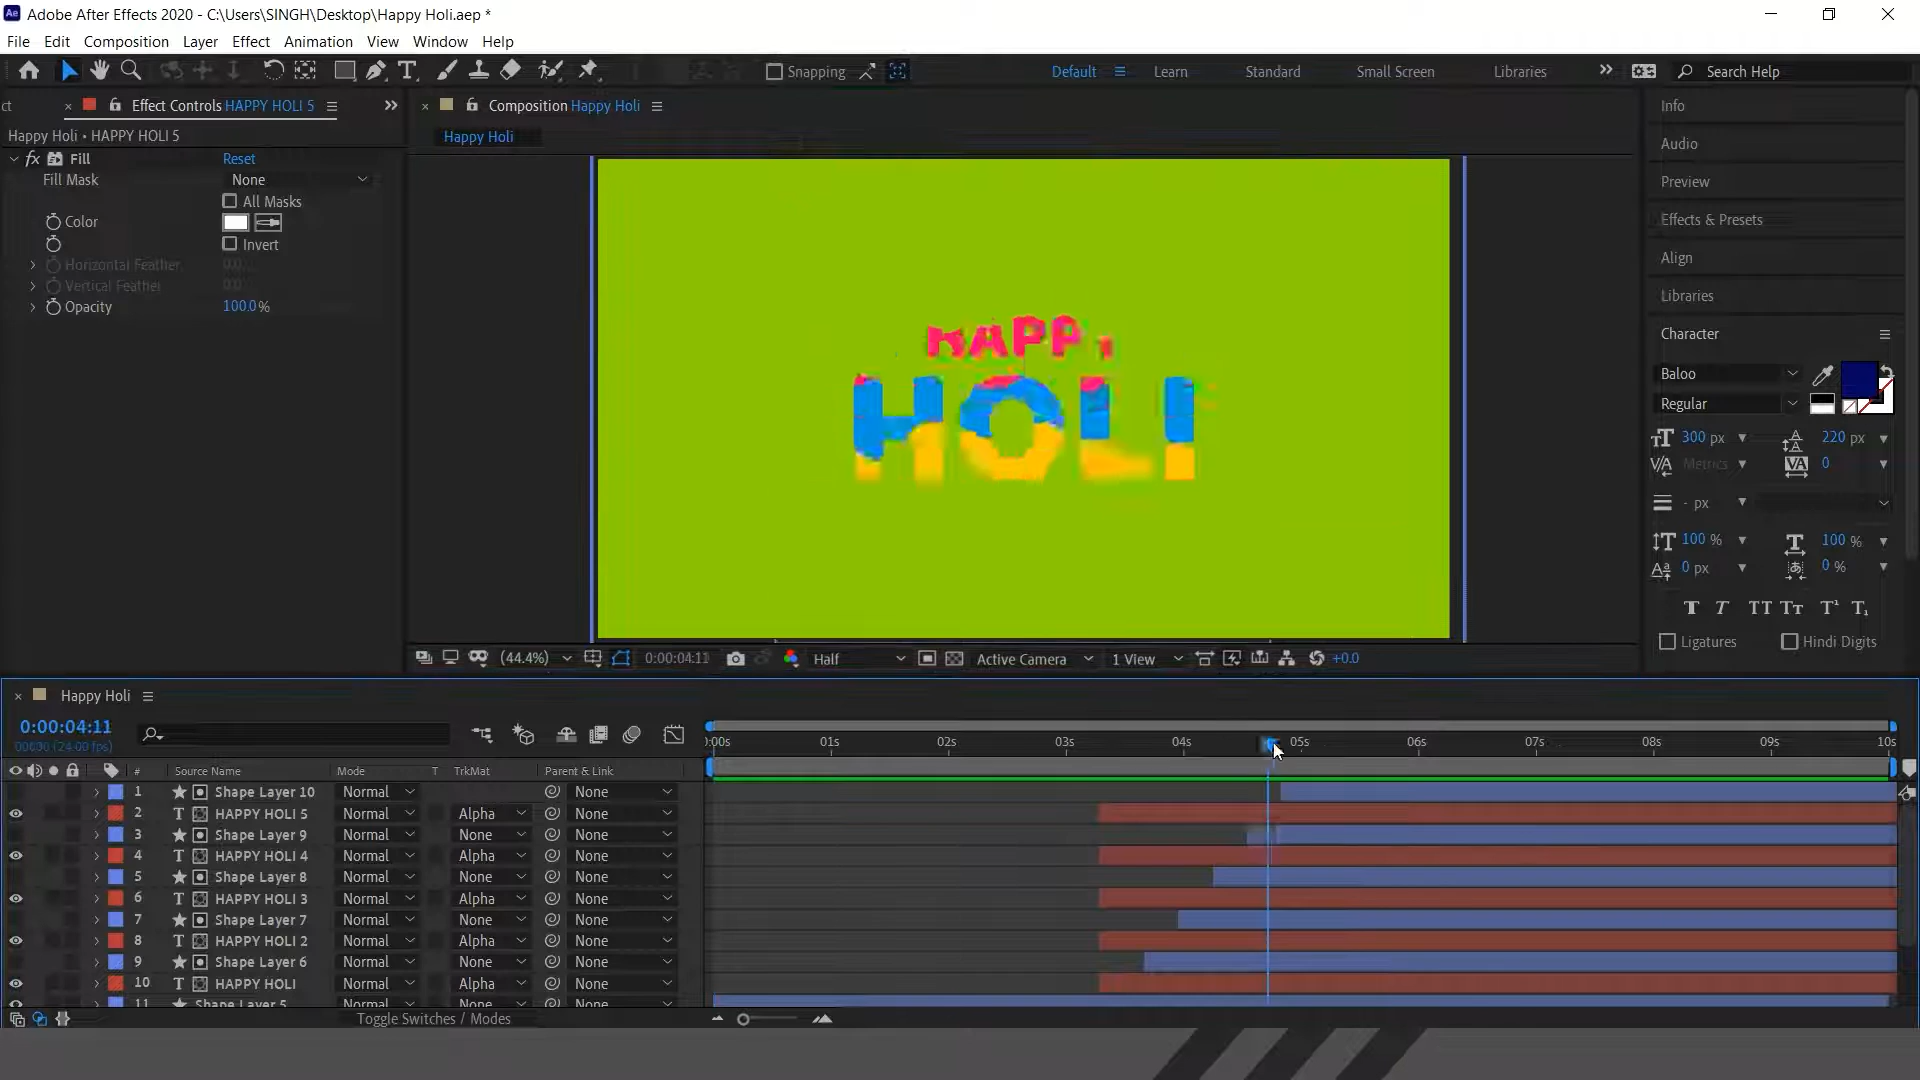 Adobe After Effects 2020 - C:\Users\SINGH\Desktop\Happy Holi.aep *
File Edit Composition Layer Effect Animation View Window Help
Snapping
Default Learn Standard Small Screen Libraries Search Help
ct Effect Controls HAPPY HOLI 5
Composition Happy Holi
Happy Holi • HAPPY HOLI 5
Happy Holi
fx Fill Reset
Fill Mask None
All Masks
Color
Invert
Horizontal Feather 0.0
Vertical Feather 0.0
Opacity 100.0%
HAPPY
HOLI!
(44.4%) 0:00:04:11 Half Active Camera 1 View +0.0
Info
Audio
Preview
Effects & Presets
Align
Libraries
Character
Baloo
Regular
300 px 220 px
Metrics 0
- px
100 % 100 %
0 px 0 %
T T TT Tт T¹ T₁
Ligatures Hindi Digits
Happy Holi
0:00:04:11
(24.00 fps)
:00s 01s 02s 03s 04s 05s 06s 07s 08s 09s 10s
# Source Name Mode T TrkMat Parent & Link
1 Shape Layer 10 Normal None
2 T HAPPY HOLI 5 Normal Alpha None
3 Shape Layer 9 Normal None None
4 T HAPPY HOLI 4 Normal Alpha None
5 Shape Layer 8 Normal None None
6 T HAPPY HOLI 3 Normal Alpha None
7 Shape Layer 7 Normal None None
8 T HAPPY HOLI 2 Normal Alpha None
9 Shape Layer 6 Normal None None
10 T HAPPY HOLI Normal Alpha None
11 Shape Layer 5 Normal None None
Toggle Switches / Modes